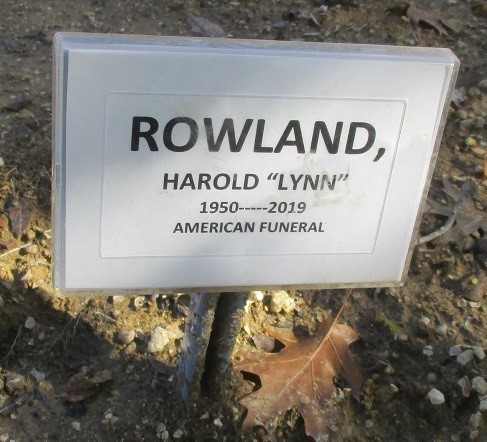 ROWLAND,
HAROLD “LYNN”
1950-----2019
AMERICAN FUNERAL